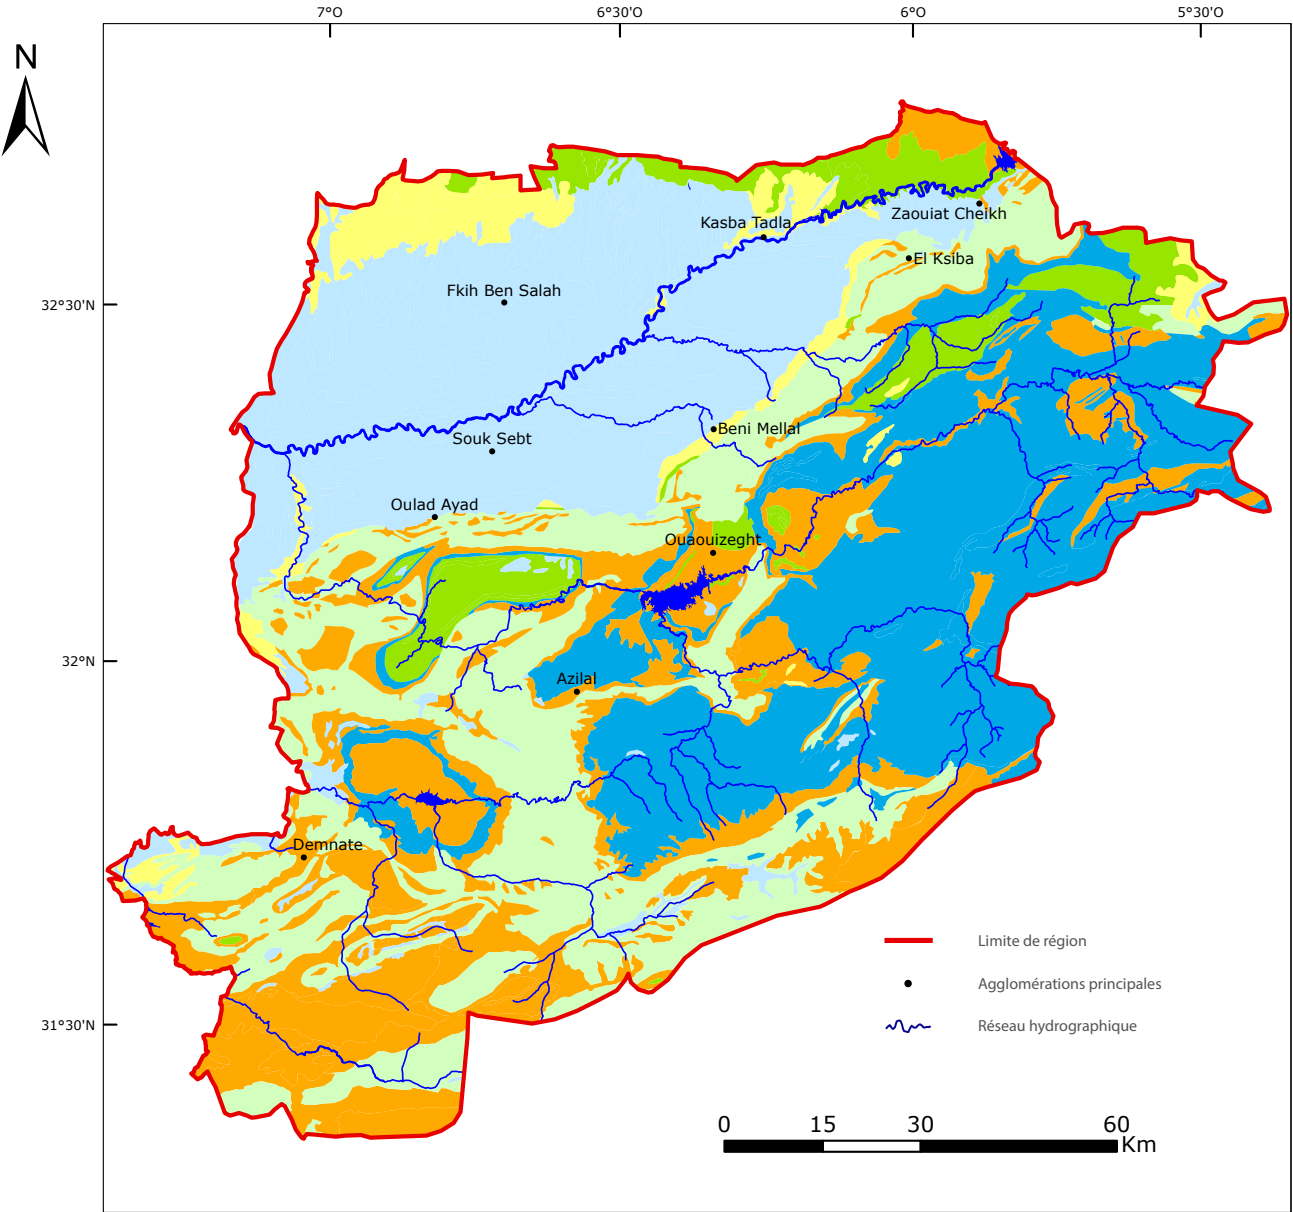 7°O
6°30'O
6°O
5°30'O
N
Kasba Tadla
Zaouiat Cheikh
El Ksiba
Fkih Ben Salah
32°30'N
Beni Mellal
Souk Sebt
Oulad Ayad
Ouaouizeght
32°N
Azilal
Demnate
Limite de région
Agglomérations principales
Réseau hydrographique
31°30'N
0 15 30 60
Km